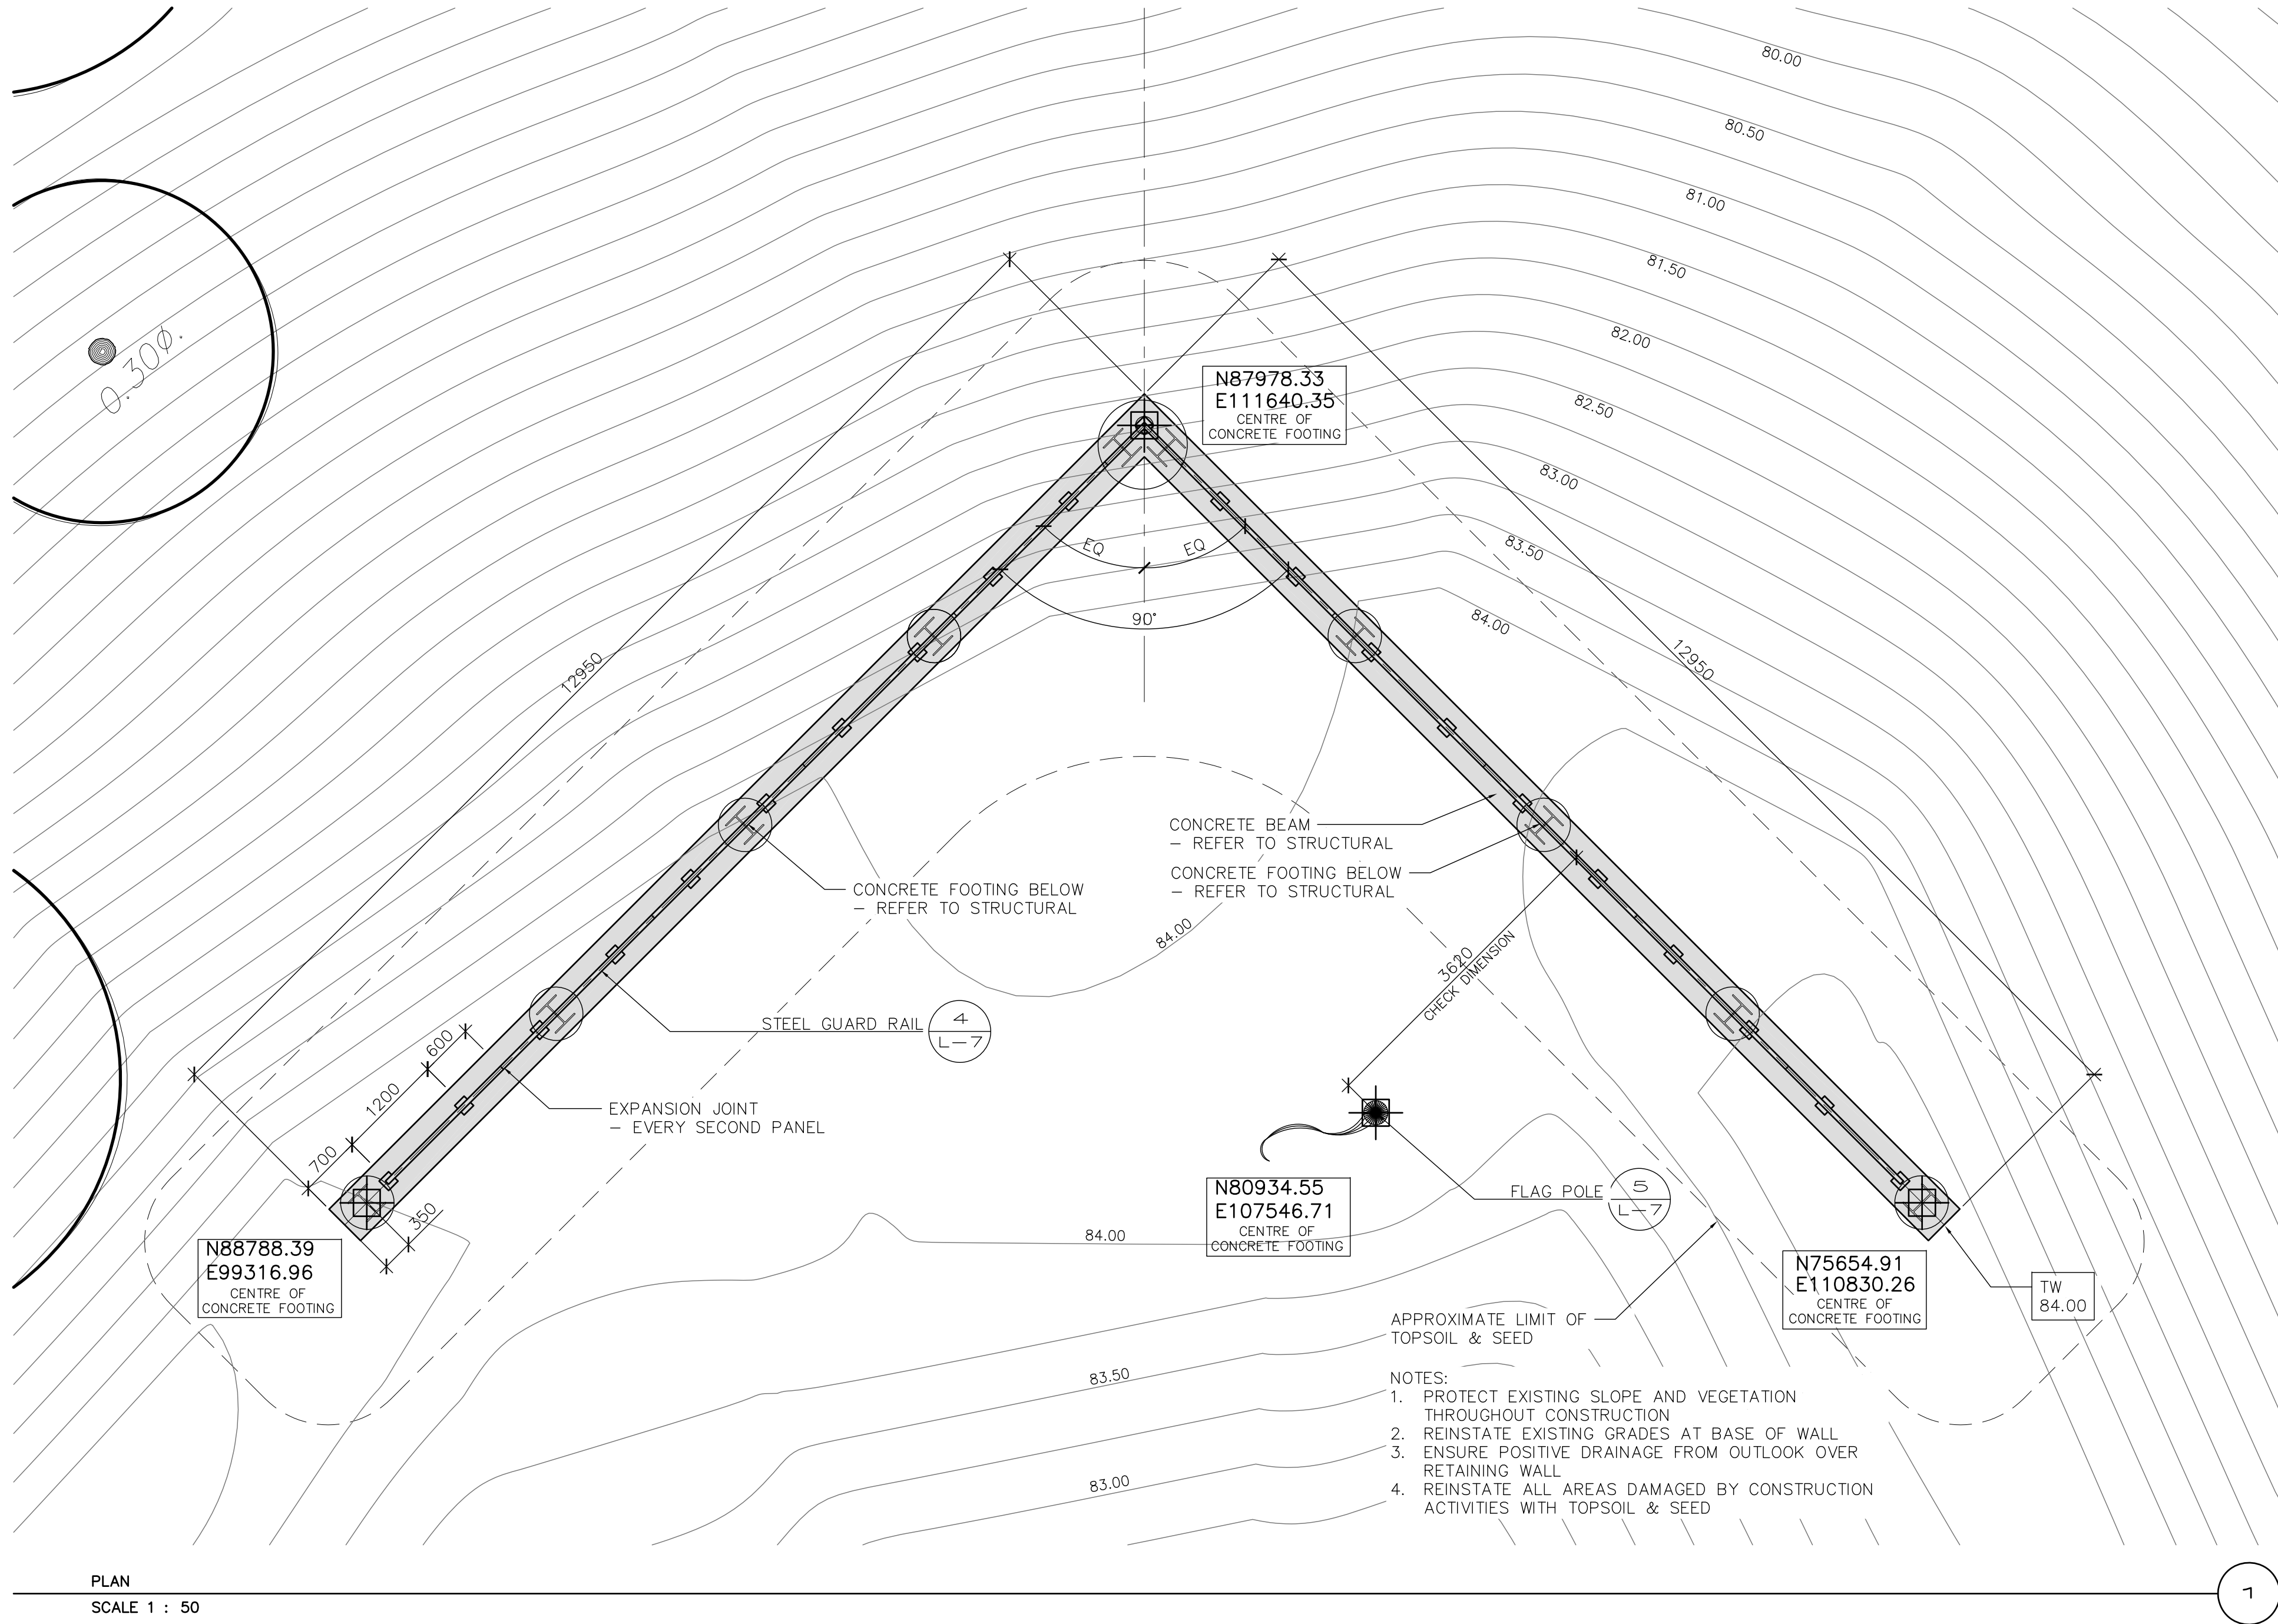 80.00
80.50
81.00
81.50
82.00
82.50
83.00
83.50
84.00
0.30ø.
N87978.33
E111640.35
CENTRE OF
CONCRETE FOOTING
EQ
EQ
90°
12950
12950
CONCRETE BEAM
– REFER TO STRUCTURAL
CONCRETE FOOTING BELOW
– REFER TO STRUCTURAL
CONCRETE FOOTING BELOW
– REFER TO STRUCTURAL
84.00
3620
CHECK DIMENSION
STEEL GUARD RAIL
4
L–7
600
1200
700
350
EXPANSION JOINT
– EVERY SECOND PANEL
N88788.39
E99316.96
CENTRE OF
CONCRETE FOOTING
84.00
N80934.55
E107546.71
CENTRE OF
CONCRETE FOOTING
FLAG POLE
5
L–7
N75654.91
E110830.26
CENTRE OF
CONCRETE FOOTING
TW
84.00
APPROXIMATE LIMIT OF
TOPSOIL & SEED
83.50
83.00
NOTES:
1. PROTECT EXISTING SLOPE AND VEGETATION
THROUGHOUT CONSTRUCTION
2. REINSTATE EXISTING GRADES AT BASE OF WALL
3. ENSURE POSITIVE DRAINAGE FROM OUTLOOK OVER
RETAINING WALL
4. REINSTATE ALL AREAS DAMAGED BY CONSTRUCTION
ACTIVITIES WITH TOPSOIL & SEED
PLAN
SCALE 1 : 50
1